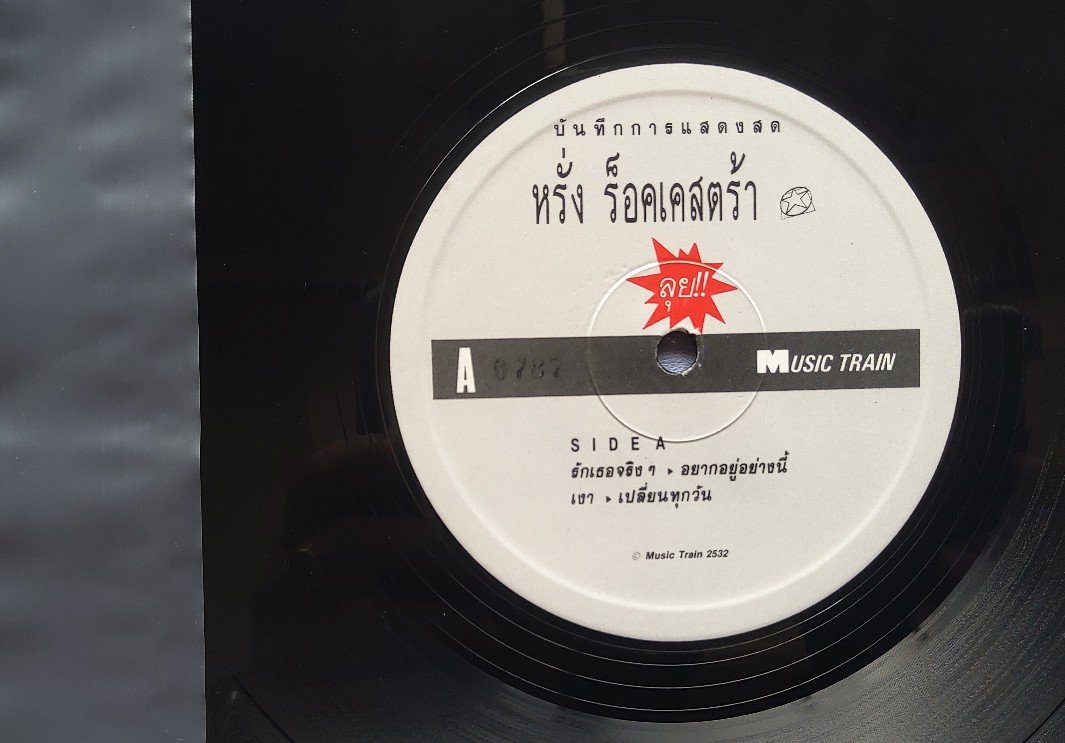 บันทึกการแสดงสด
หรั่ง ร็อคเคสตร้า
ลุย!!
A 0787 MUSIC TRAIN
SIDE A
รักเธอจริงๆ ▸ อยากอยู่อย่างนี้
เงา ▸ เปลี่ยนทุกวัน
© Music Train 2532